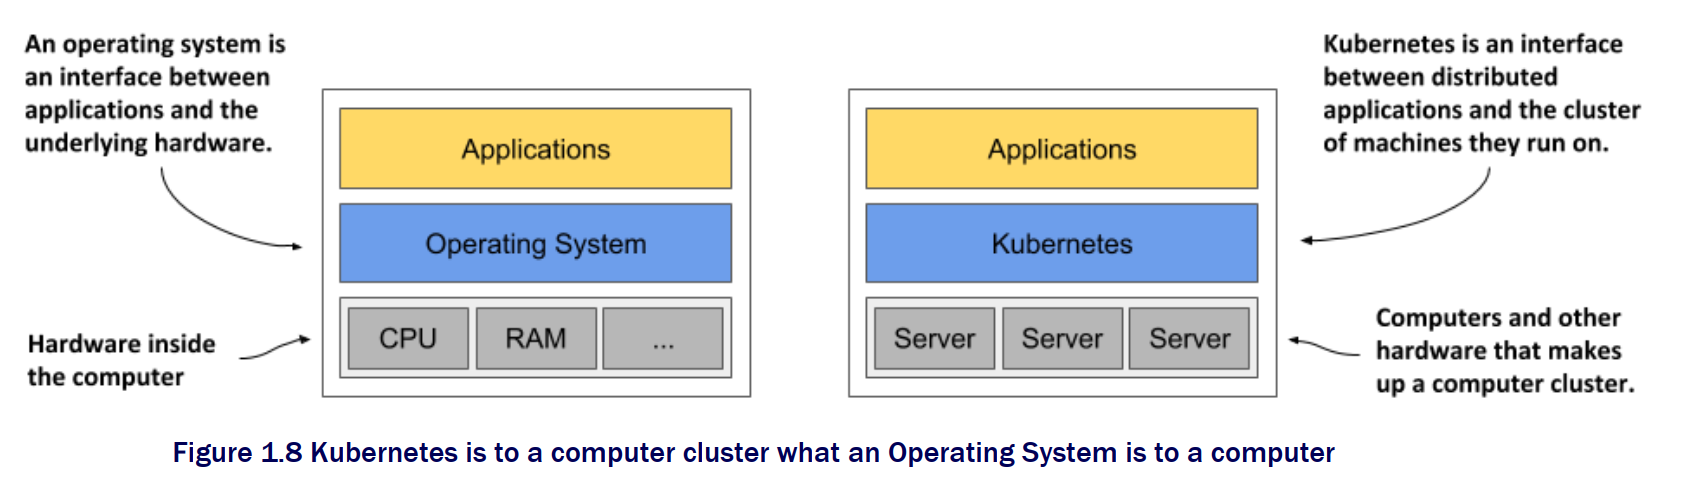 An operating system is
an interface between
applications and the
underlying hardware.
Applications
Operating System
CPU
RAM
...
Hardware inside
the computer
Kubernetes is an interface
between distributed
applications and the cluster
of machines they run on.
Applications
Kubernetes
Server
Server
Server
Computers and other
hardware that makes
up a computer cluster.
Figure 1.8 Kubernetes is to a computer cluster what an Operating System is to a computer